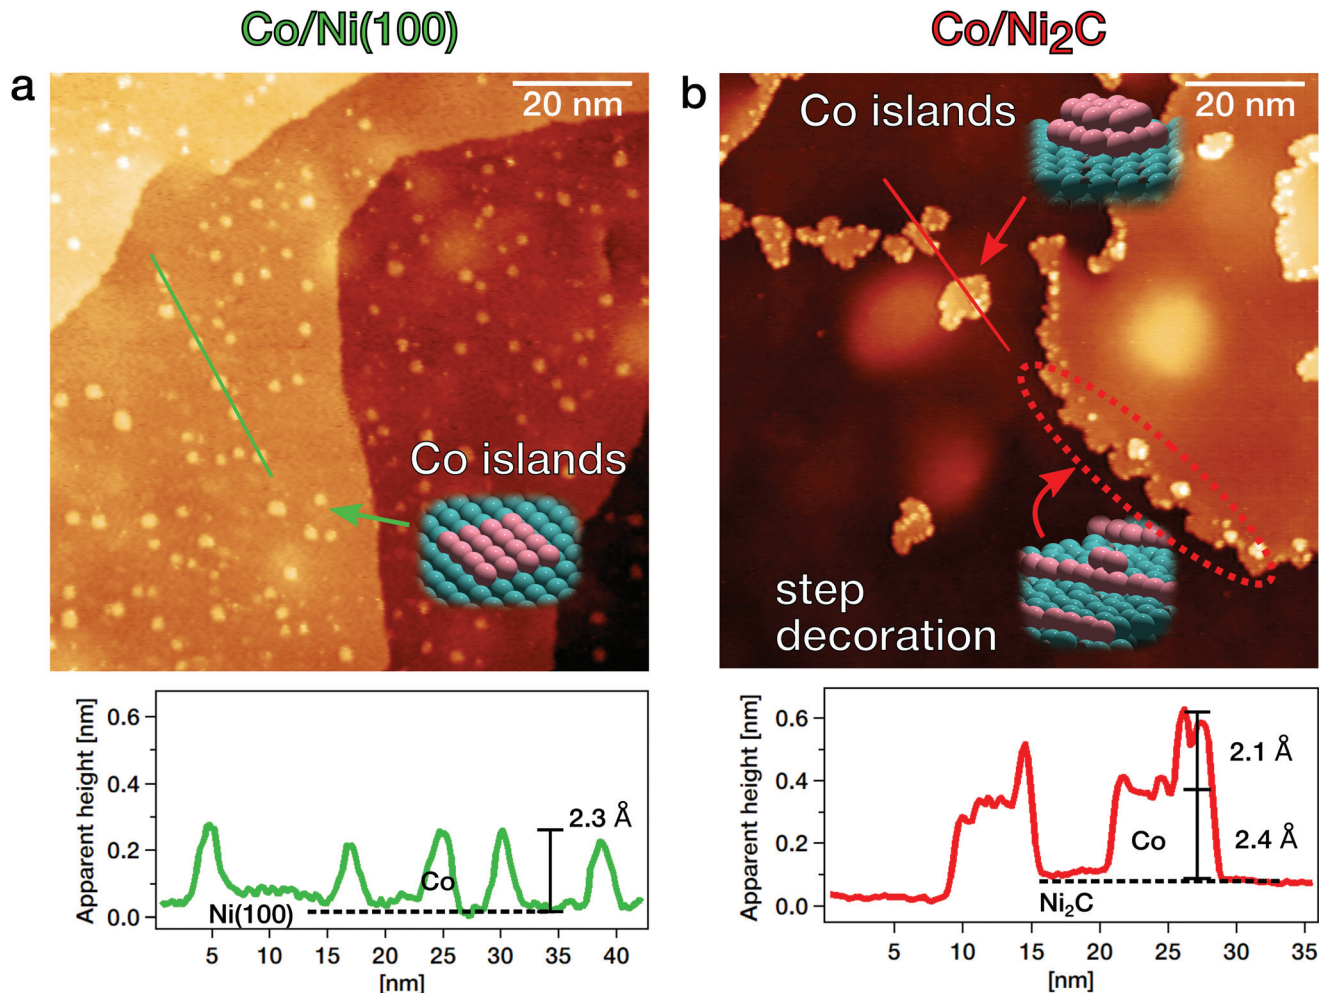 Co/Ni(100)
Co/Ni₂C
a
20 nm
Co islands
b
Co islands
20 nm
step
decoration
Apparent height [nm]
0.6
0.4
0.2
0.0
2.3 Å
Co
Ni(100)
5
10
15
20
25
30
35
40
[nm]
Apparent height [nm]
0.6
0.4
0.2
0.0
2.1 Å
2.4 Å
Co
Ni₂C
5
10
15
20
25
30
35
[nm]